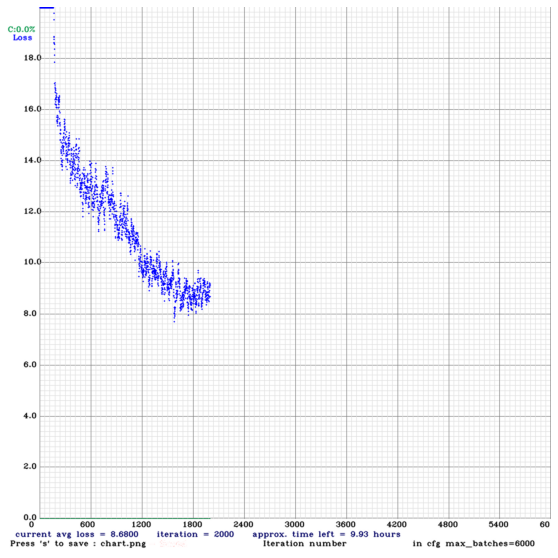 C:0.0%
Loss
18.0
16.0
14.0
12.0
10.0
8.0
6.0
4.0
2.0
0.0
0 600 1200 1800 2400 3000 3600 4200 4800 5400 60
current avg loss = 8.6800 iteration = 2000 approx. time left = 9.93 hours
Press 's' to save : chart.png Iteration number in cfg max_batches=6000